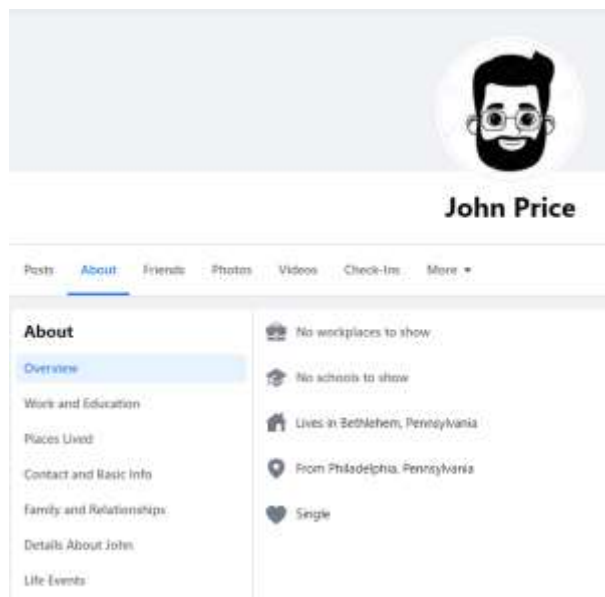 John Price
Posts About Friends Photos Videos Check-Ins More
About
Overview
Work and Education
Places Lived
Contact and Basic Info
Family and Relationships
Details About John
Life Events
No workplaces to show
No schools to show
Lives in Bethlehem, Pennsylvania
From Philadelphia, Pennsylvania
Single